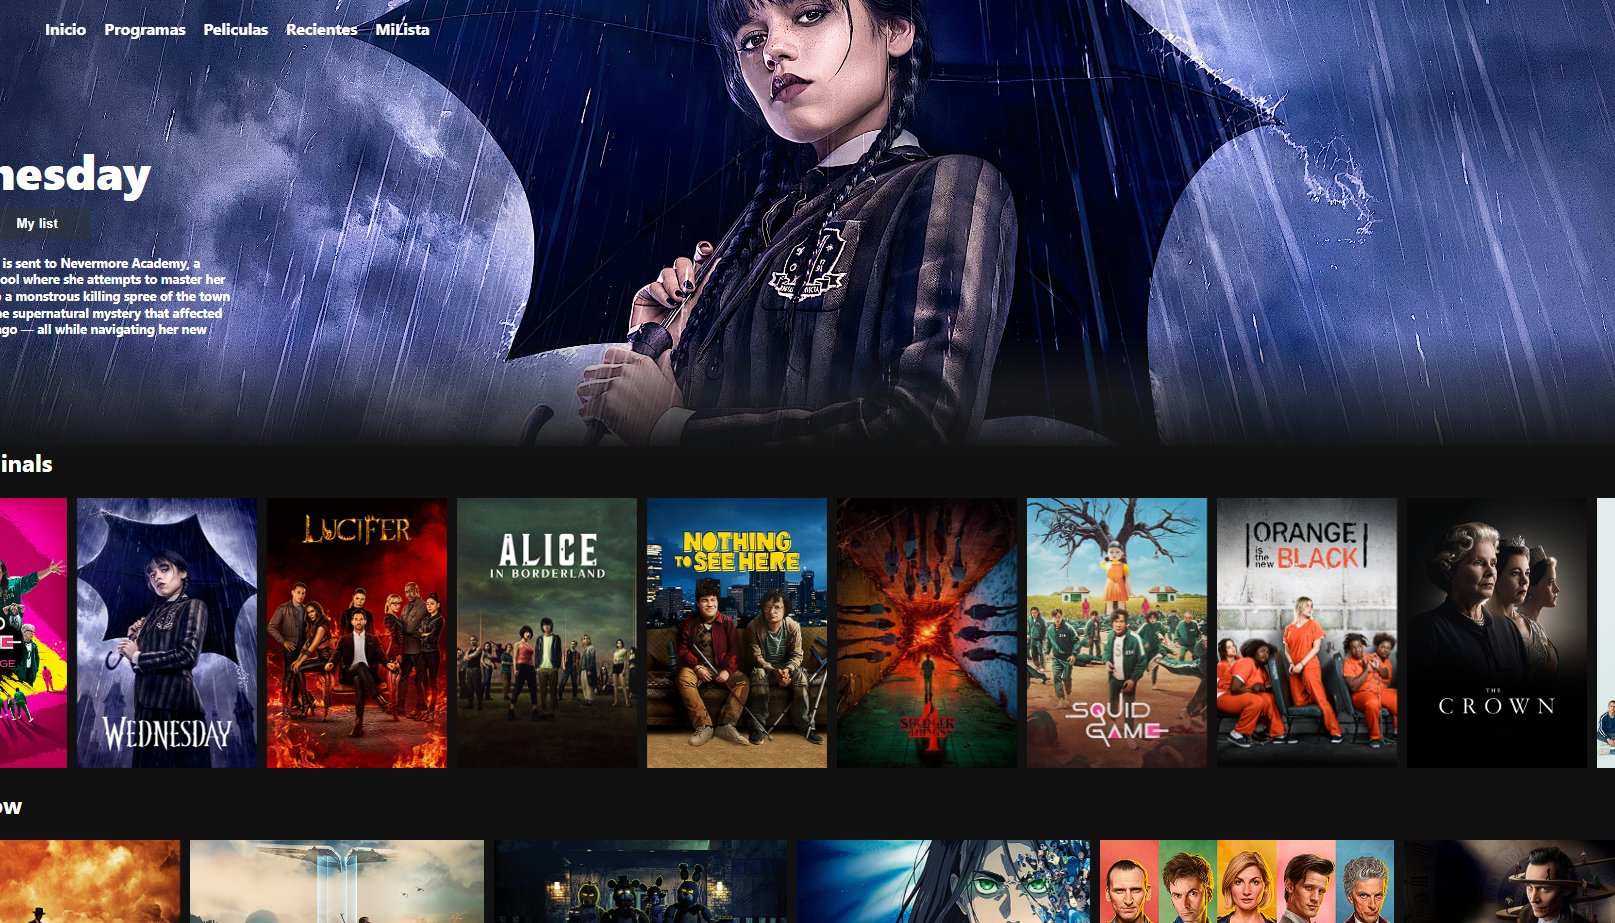 Inicio Programas Peliculas Recientes MiLista
nesday
My list
is sent to Nevermore Academy, a
ool where she attempts to master her
a monstrous killing spree of the town
ne supernatural mystery that affected
ago — all while navigating her new
inals
WEDNESDAY
LUCIFER
ALICE
IN BORDERLAND
NOTHING
TO SEE HERE
STRANGER
THINGS
4
SQUID
GAME
ORANGE
is the new BLACK
THE
CROWN
ow